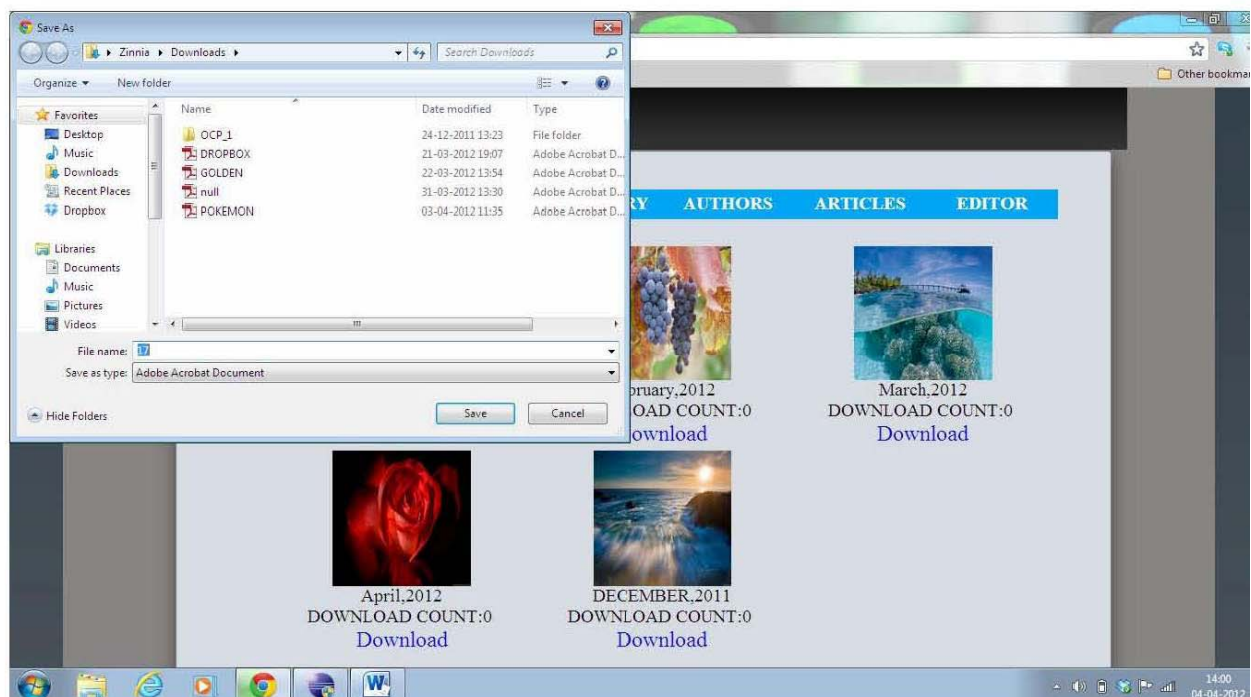 Save As
Zinnia ▸ Downloads ▸
Search Downloads
Organize
New folder
Other bookmar
Favorites
Desktop
Music
Downloads
Recent Places
Dropbox
Libraries
Documents
Music
Pictures
Videos
Name Date modified Type
OCP_1 24-12-2011 13:23 File folder
DROPBOX 21-03-2012 19:07 Adobe Acrobat D...
GOLDEN 22-03-2012 13:54 Adobe Acrobat D...
null 31-03-2012 13:30 Adobe Acrobat D...
POKEMON 03-04-2012 11:35 Adobe Acrobat D...
File name: 17
Save as type: Adobe Acrobat Document
Hide Folders
Save
Cancel
RY AUTHORS ARTICLES EDITOR
bruary,2012
OAD COUNT:0
ownload
March,2012
DOWNLOAD COUNT:0
Download
April,2012
DOWNLOAD COUNT:0
Download
DECEMBER,2011
DOWNLOAD COUNT:0
Download
14:00
04-04-2012